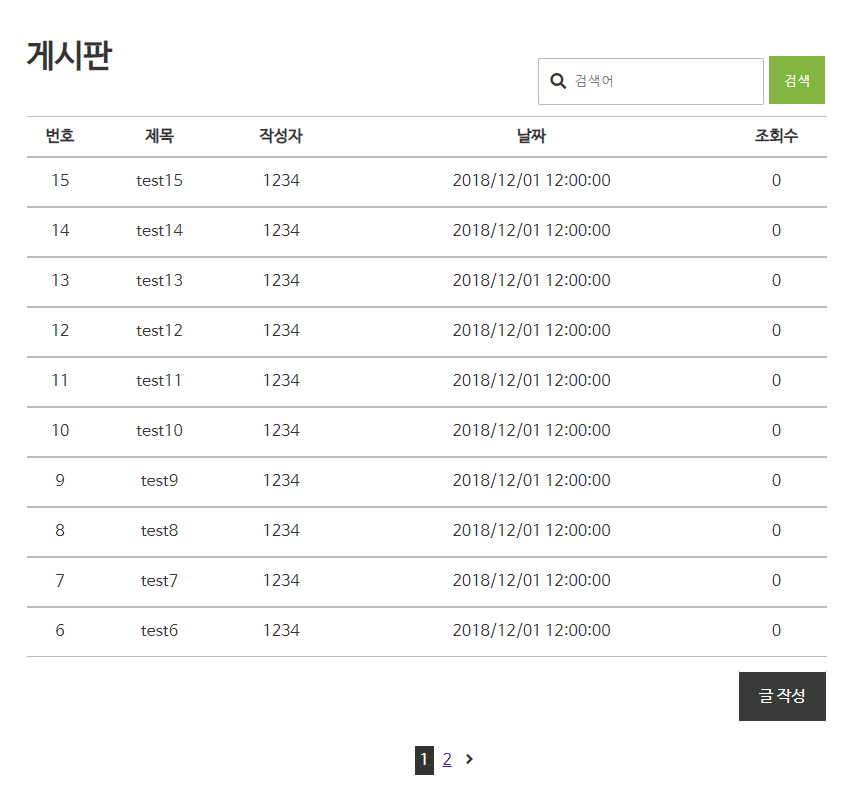 게시판
검색어 검색
번호 제목 작성자 날짜 조회수
15 test15 1234 2018/12/01 12:00:00 0
14 test14 1234 2018/12/01 12:00:00 0
13 test13 1234 2018/12/01 12:00:00 0
12 test12 1234 2018/12/01 12:00:00 0
11 test11 1234 2018/12/01 12:00:00 0
10 test10 1234 2018/12/01 12:00:00 0
9 test9 1234 2018/12/01 12:00:00 0
8 test8 1234 2018/12/01 12:00:00 0
7 test7 1234 2018/12/01 12:00:00 0
6 test6 1234 2018/12/01 12:00:00 0
글 작성
1 2